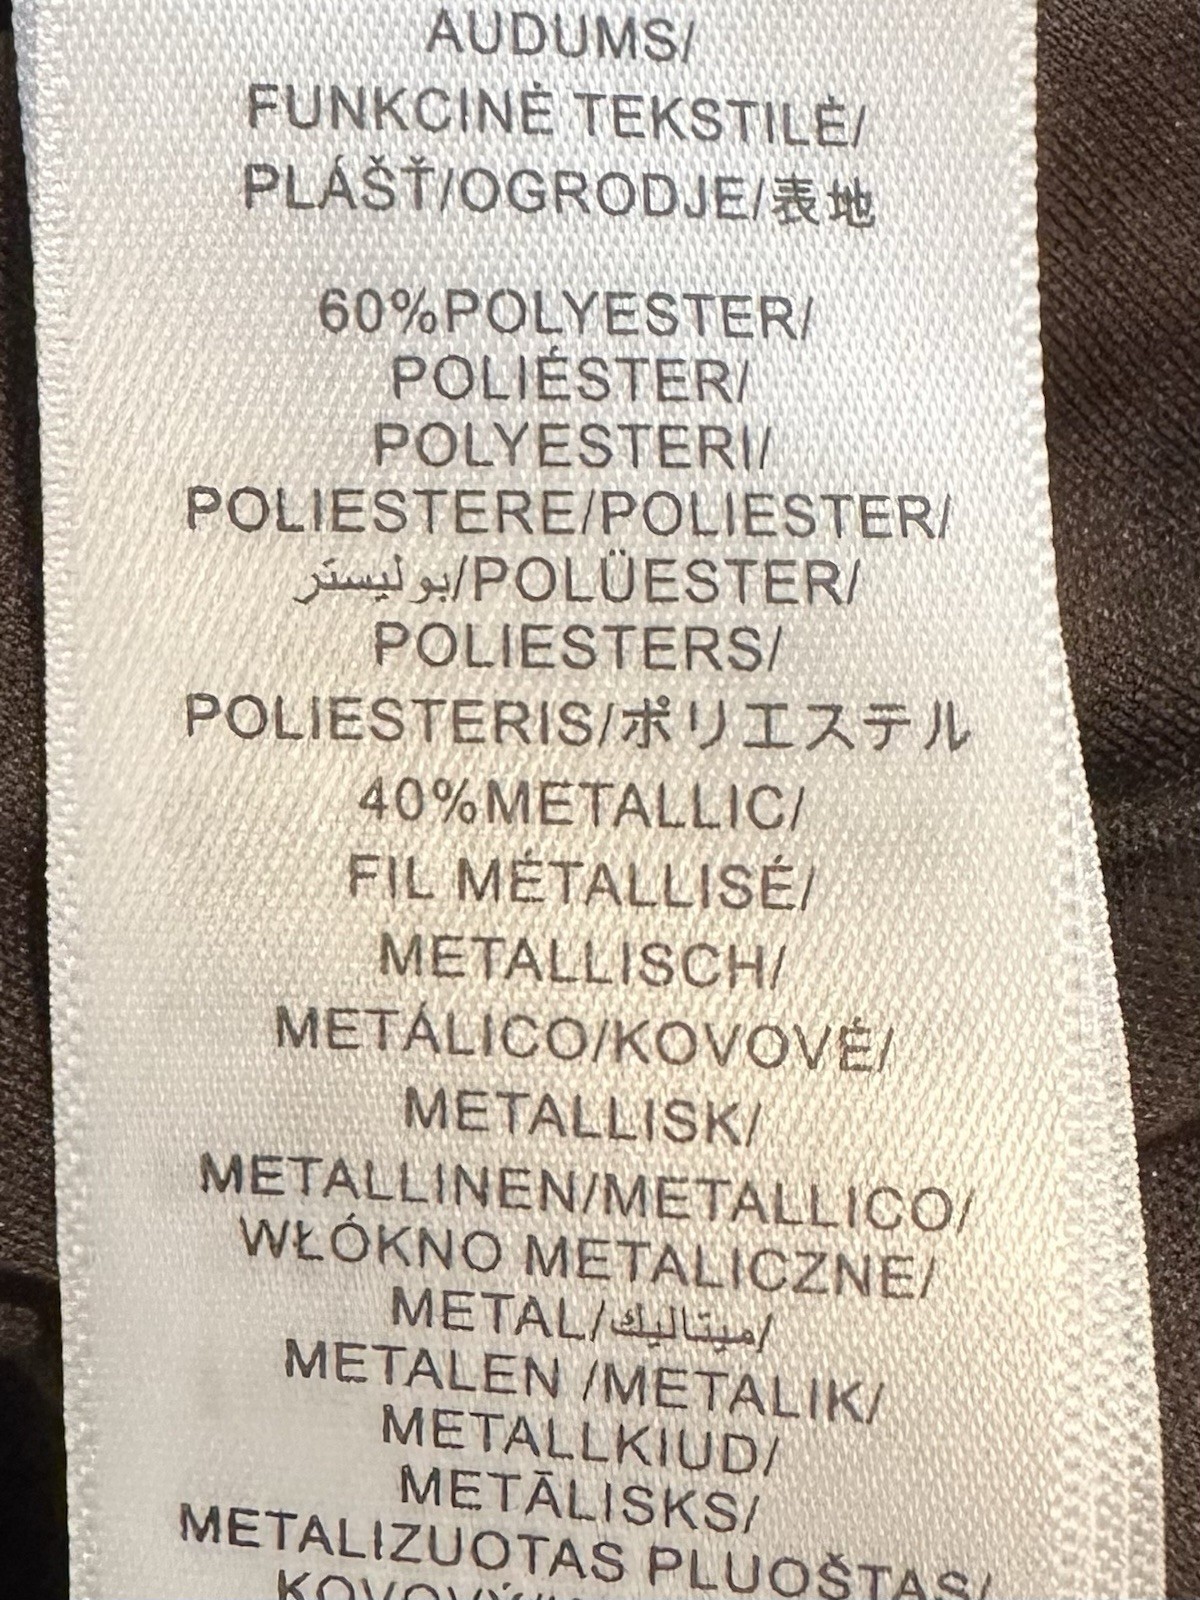 AUDUMS/
FUNKCINĖ TEKSTILĖ/
PLÁŠŤ/OGRODJE/表地
60%POLYESTER/
POLIÉSTER/
POLYESTERI/
POLIESTERE/POLIESTER/
بوليستر/POLÜESTER/
POLIESTERS/
POLIESTERIS/ポリエステル
40%METALLIC/
FIL MÉTALLISÉ/
METALLISCH/
METÁLICO/KOVOVÉ/
METALLISK/
METALLINEN/METALLICO/
WŁÓKNO METALICZNE/
METAL/ميتاليك/
METALEN /METALIK/
METALLKIUD/
METĀLISKS/
METALIZUOTAS PLUOŠTAS/